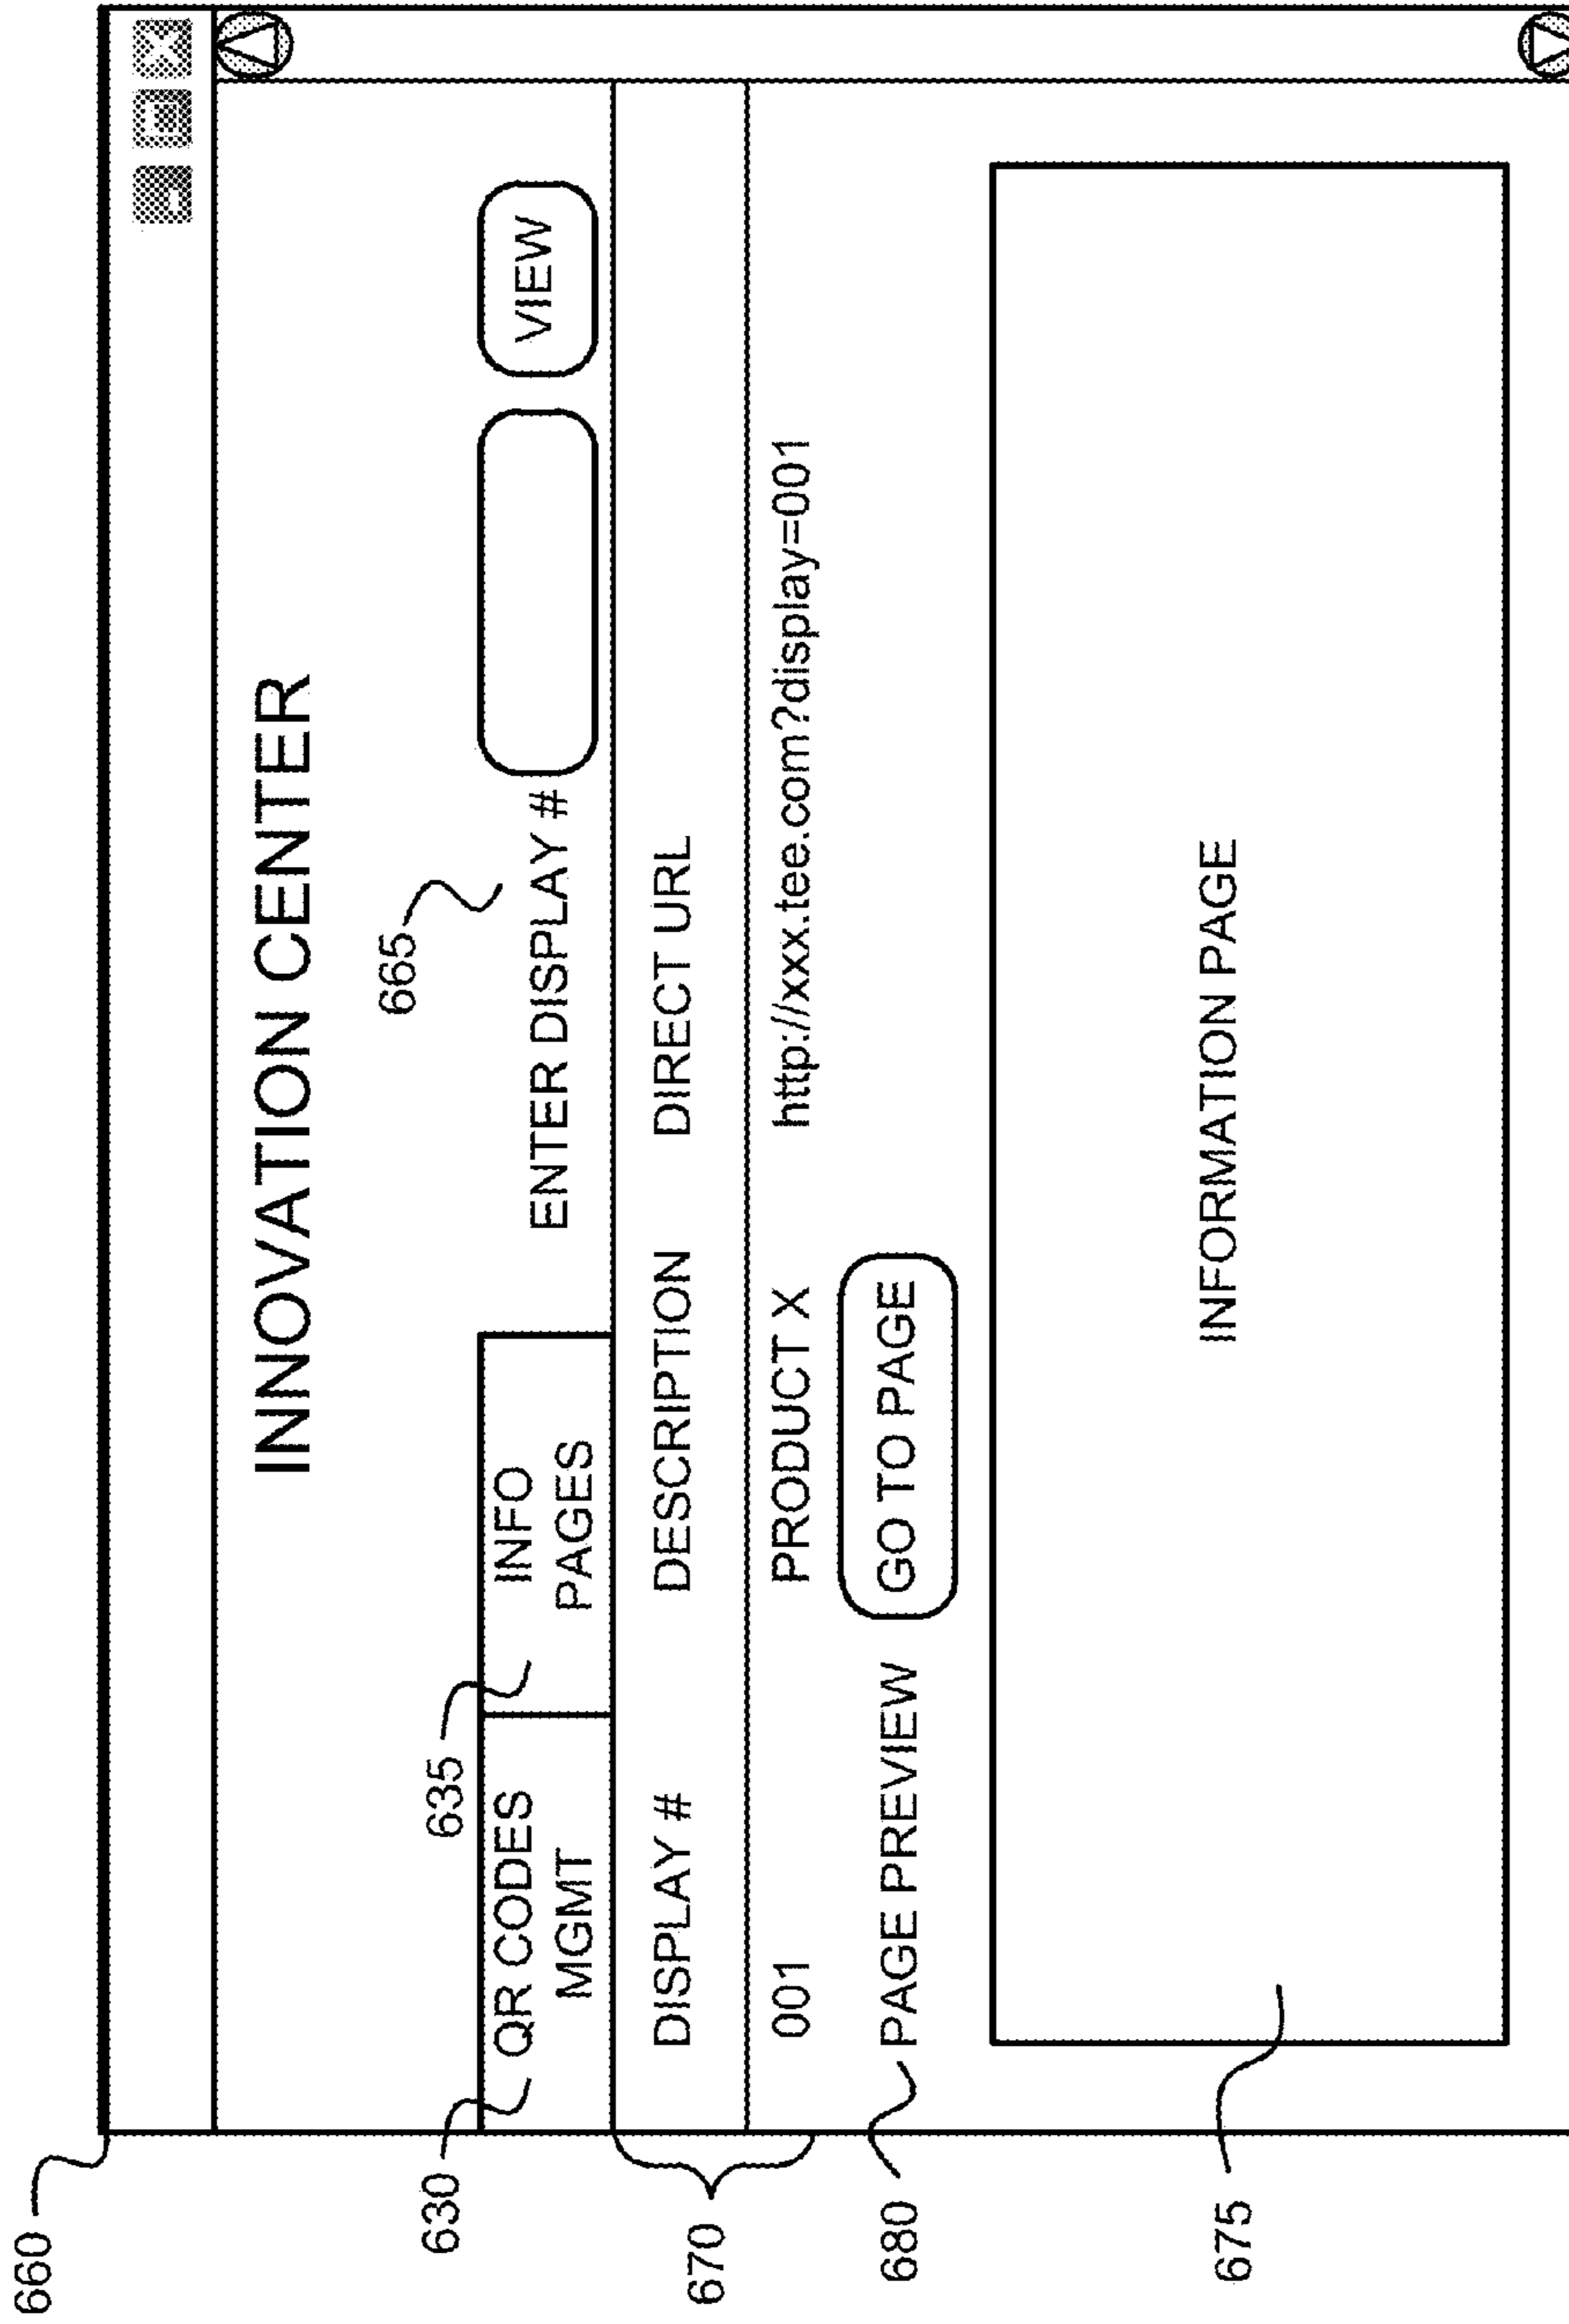 660
INNOVATION CENTER
665
635
630
QR CODES
MGMT
INFO
PAGES
ENTER DISPLAY #
VIEW
670
DISPLAY # DESCRIPTION DIRECT URL
001 PRODUCT X http://xxx.tee.com?display=001
680
PAGE PREVIEW GO TO PAGE
675
INFORMATION PAGE